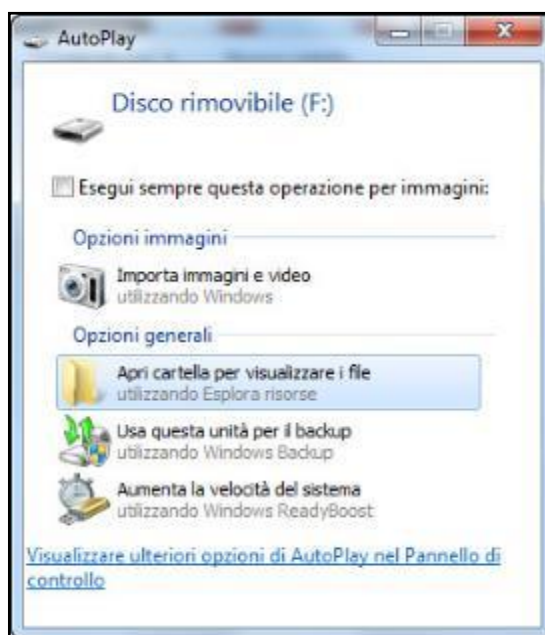 AutoPlay
Disco rimovibile (F:)
Esegui sempre questa operazione per immagini:
Opzioni immagini
Importa immagini e video
utilizzando Windows
Opzioni generali
Apri cartella per visualizzare i file
utilizzando Esplora risorse
Usa questa unità per il backup
utilizzando Windows Backup
Aumenta la velocità del sistema
utilizzando Windows ReadyBoost
Visualizzare ulteriori opzioni di AutoPlay nel Pannello di
controllo